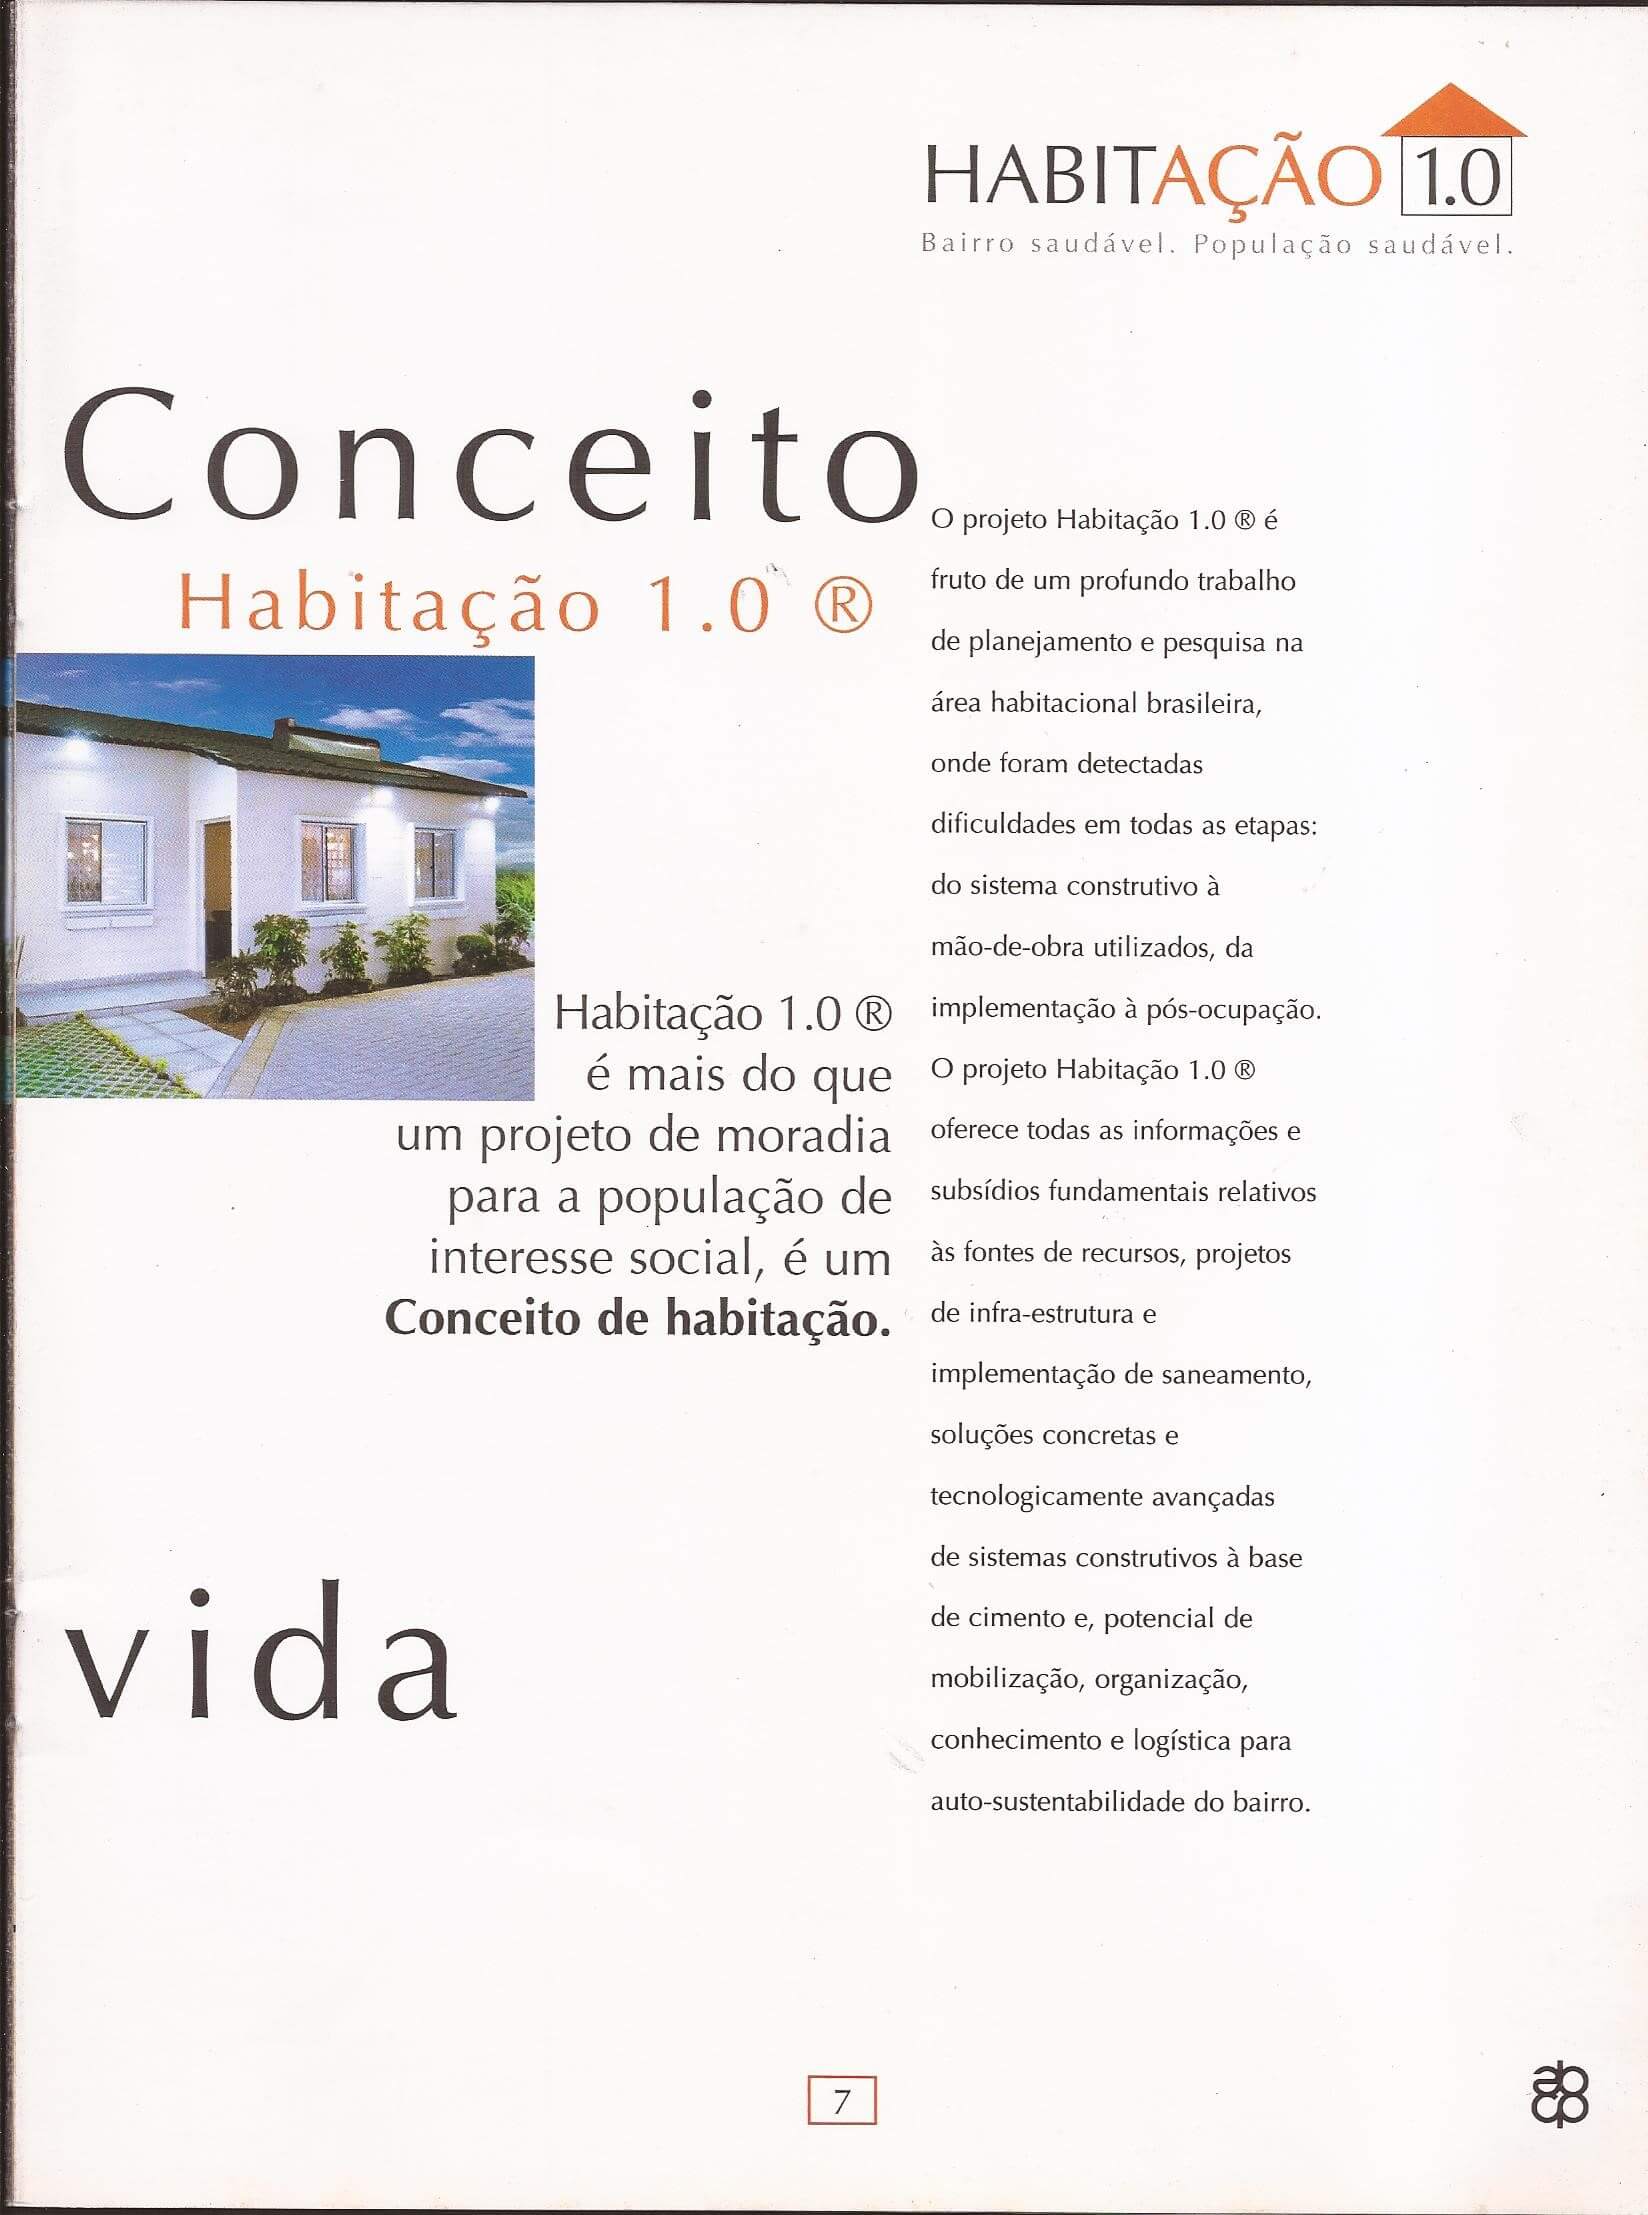 HABITAÇÃO 1.0
Bairro saudável. População saudável.
Conceito
Habitação 1.0 ®
Habitação 1.0 ®
é mais do que
um projeto de moradia
para a população de
interesse social, é um
Conceito de habitação.
vida
O projeto Habitação 1.0 ® é
fruto de um profundo trabalho
de planejamento e pesquisa na
área habitacional brasileira,
onde foram detectadas
dificuldades em todas as etapas:
do sistema construtivo à
mão-de-obra utilizados, da
implementação à pós-ocupação.
O projeto Habitação 1.0 ®
oferece todas as informações e
subsídios fundamentais relativos
às fontes de recursos, projetos
de infra-estrutura e
implementação de saneamento,
soluções concretas e
tecnologicamente avançadas
de sistemas construtivos à base
de cimento e, potencial de
mobilização, organização,
conhecimento e logística para
auto-sustentabilidade do bairro.
7
abcp